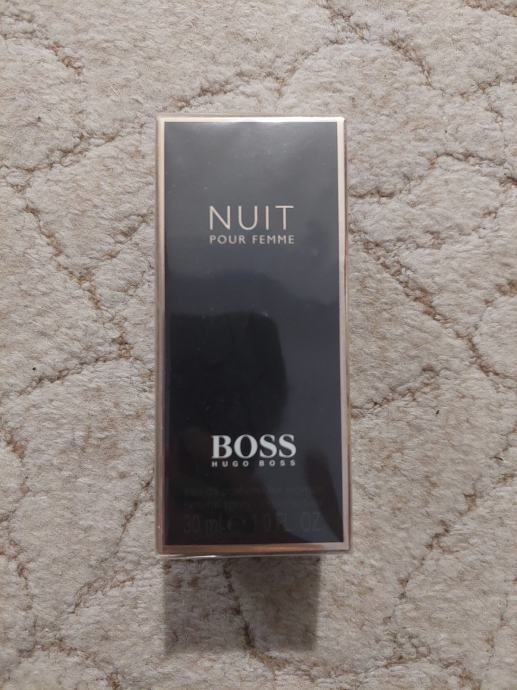 NUIT
POUR FEMME
BOSS
HUGO BOSS
30 mL e 1.0 FL. OZ.